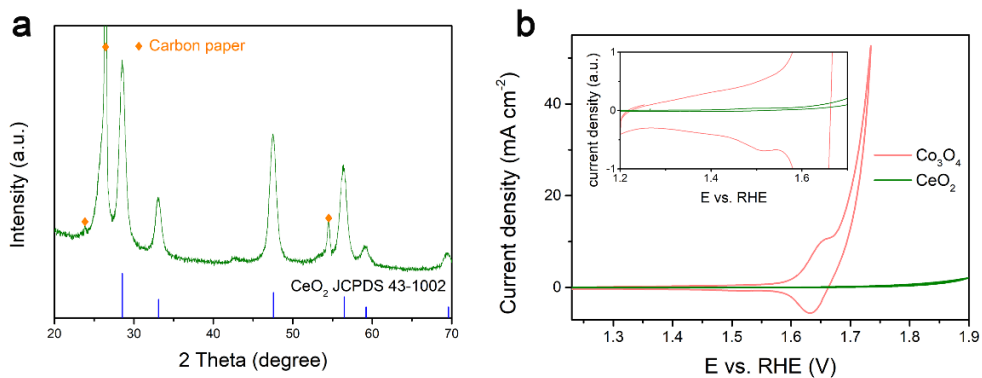 a
◆ Carbon paper
Intensity (a.u.)
CeO₂ JCPDS 43-1002
20 30 40 50 60 70
2 Theta (degree)
b
Current density (mA cm⁻²)
40
20
0
current density (a.u.)
1
0
-1
1.2 1.4 1.6
E vs. RHE
Co₃O₄
CeO₂
1.3 1.4 1.5 1.6 1.7 1.8 1.9
E vs. RHE (V)